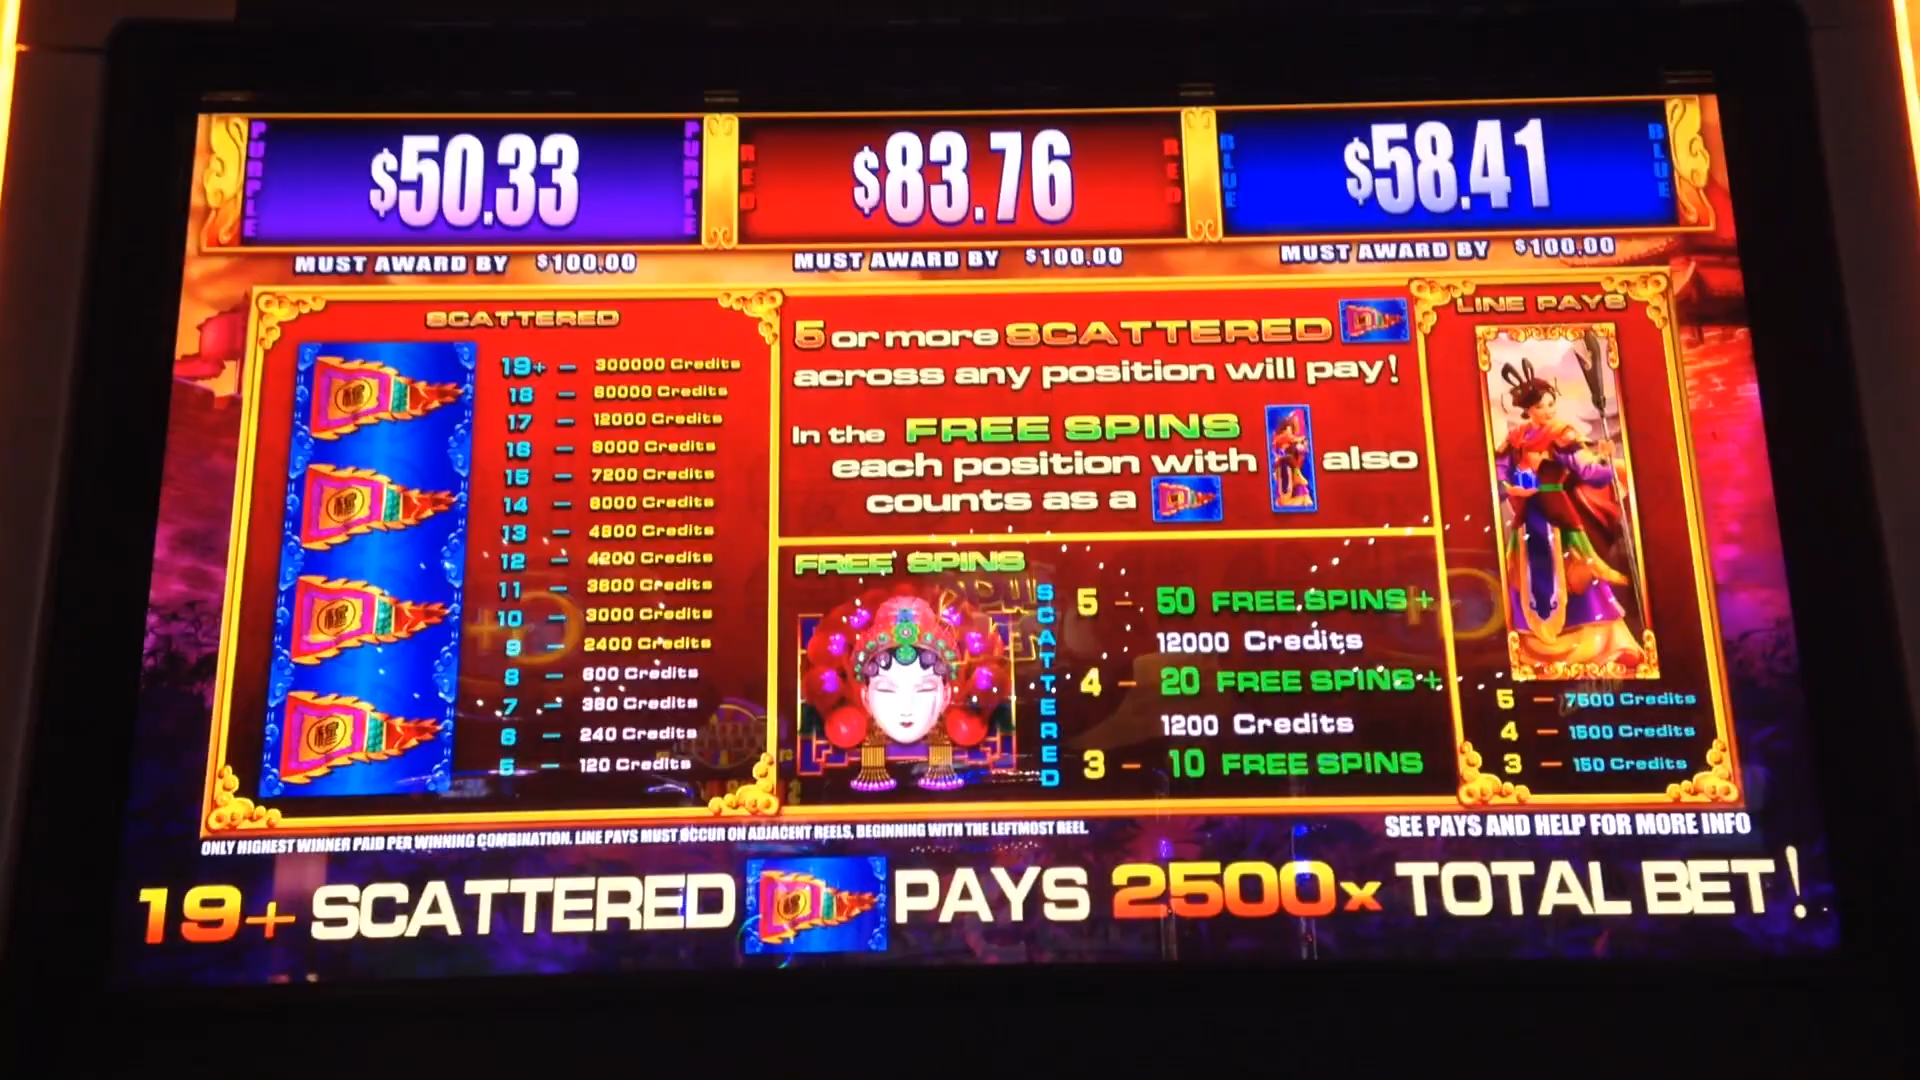 PURPLE $50.33 PURPLE
RED $83.76 RED
BLUE $58.41 BLUE
MUST AWARD BY $100.00
MUST AWARD BY $100.00
MUST AWARD BY $100.00
SCATTERED
19+ — 300000 Credits
18 — 80000 Credits
17 — 12000 Credits
16 — 9000 Credits
15 — 7200 Credits
14 — 6000 Credits
13 — 4800 Credits
12 — 4200 Credits
11 — 3600 Credits
10 — 3000 Credits
9 — 2400 Credits
8 — 600 Credits
7 — 360 Credits
6 — 240 Credits
5 — 120 Credits
5 or more SCATTERED
across any position will pay!
In the FREE SPINS
each position with also
counts as a
FREE SPINS
SCATTERED
5 – 50 FREE SPINS +
12000 Credits
4 – 20 FREE SPINS +
1200 Credits
3 – 10 FREE SPINS
LINE PAYS
5 — 7500 Credits
4 — 1500 Credits
3 — 150 Credits
ONLY HIGHEST WINNER PAID PER WINNING COMBINATION. LINE PAYS MUST OCCUR ON ADJACENT REELS, BEGINNING WITH THE LEFTMOST REEL.
SEE PAYS AND HELP FOR MORE INFO
19+ SCATTERED PAYS 2500x TOTAL BET!